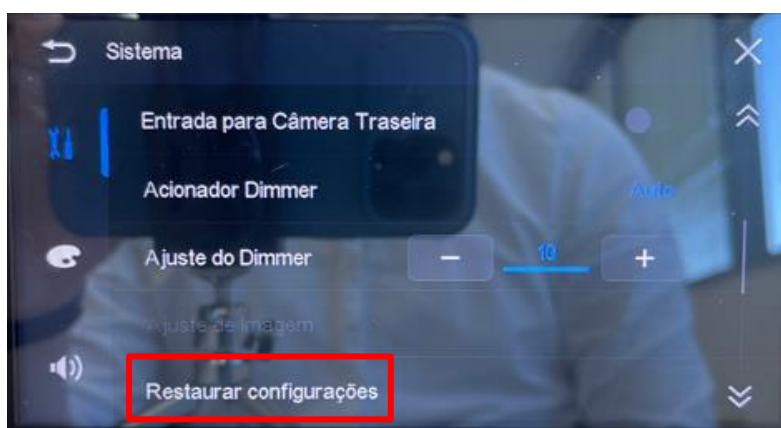 Sistema
Entrada para Câmera Traseira
Acionador Dimmer
Auto
Ajuste do Dimmer
10
Ajuste de Imagem
Restaurar configurações